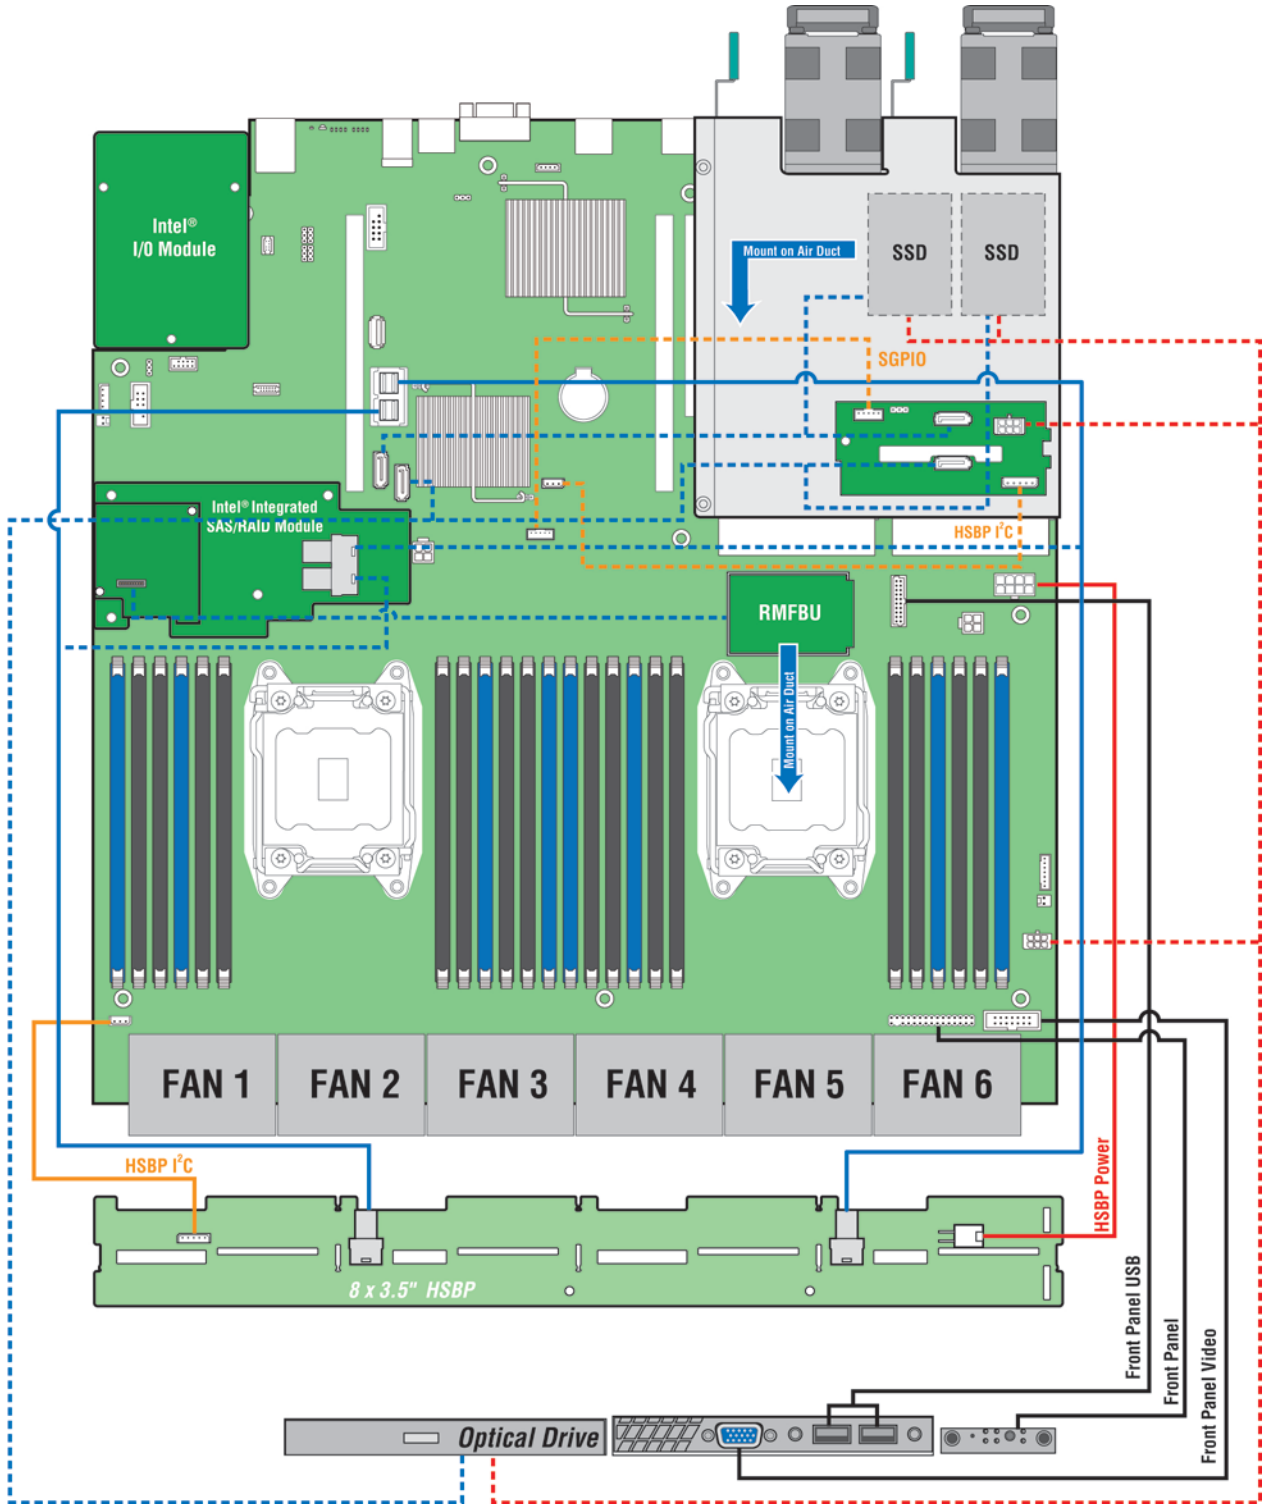 Intel®
I/O Module
Mount on Air Duct
SSD
SSD
SGPIO
Intel® Integrated
SAS/RAID Module
HSBP I²C
RMFBU
Mount on Air Duct
FAN 1
FAN 2
FAN 3
FAN 4
FAN 5
FAN 6
HSBP I²C
HSBP Power
8 x 3.5" HSBP
Front Panel USB
Front Panel
Front Panel Video
Optical Drive